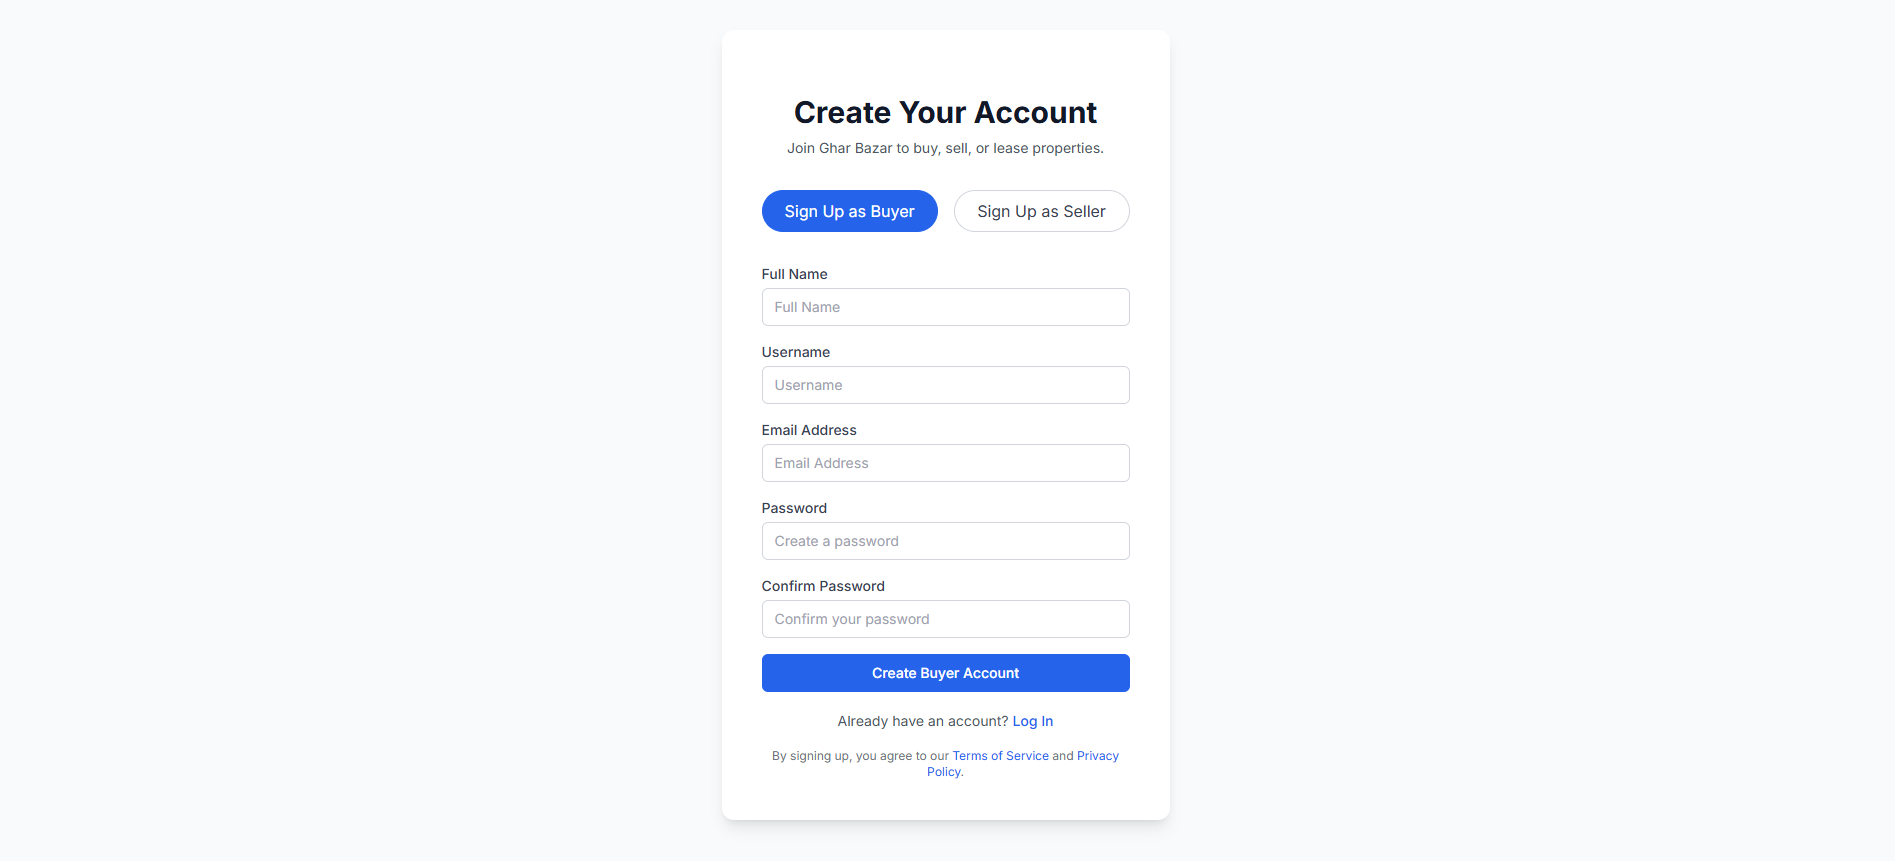 Create Your Account
Join Ghar Bazar to buy, sell, or lease properties.
Sign Up as Buyer
Sign Up as Seller
Full Name
Full Name
Username
Username
Email Address
Email Address
Password
Create a password
Confirm Password
Confirm your password
Create Buyer Account
Already have an account? Log In
By signing up, you agree to our Terms of Service and Privacy
Policy.